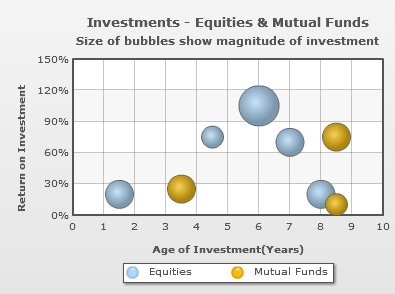 Investments - Equities & Mutual Funds
Size of bubbles show magnitude of investment
Return on Investment
150%
120%
90%
60%
30%
0%
0 1 2 3 4 5 6 7 8 9 10
Age of Investment(Years)
Equities Mutual Funds